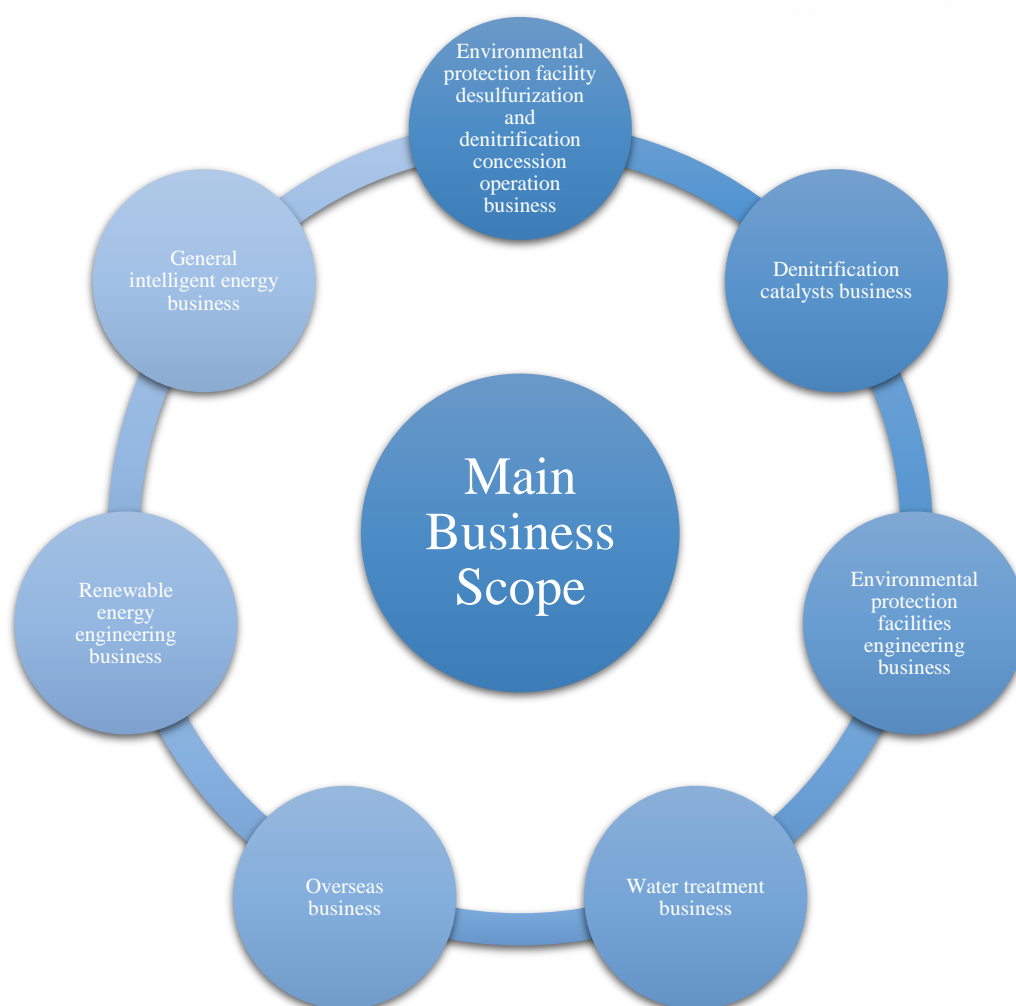 Environmental
protection facility
desulfurization
and
denitrification
concession
operation
business
General
intelligent energy
business
Denitrification
catalysts business
Main
Business
Scope
Renewable
energy
engineering
business
Environmental
protection
facilities
engineering
business
Overseas
business
Water treatment
business